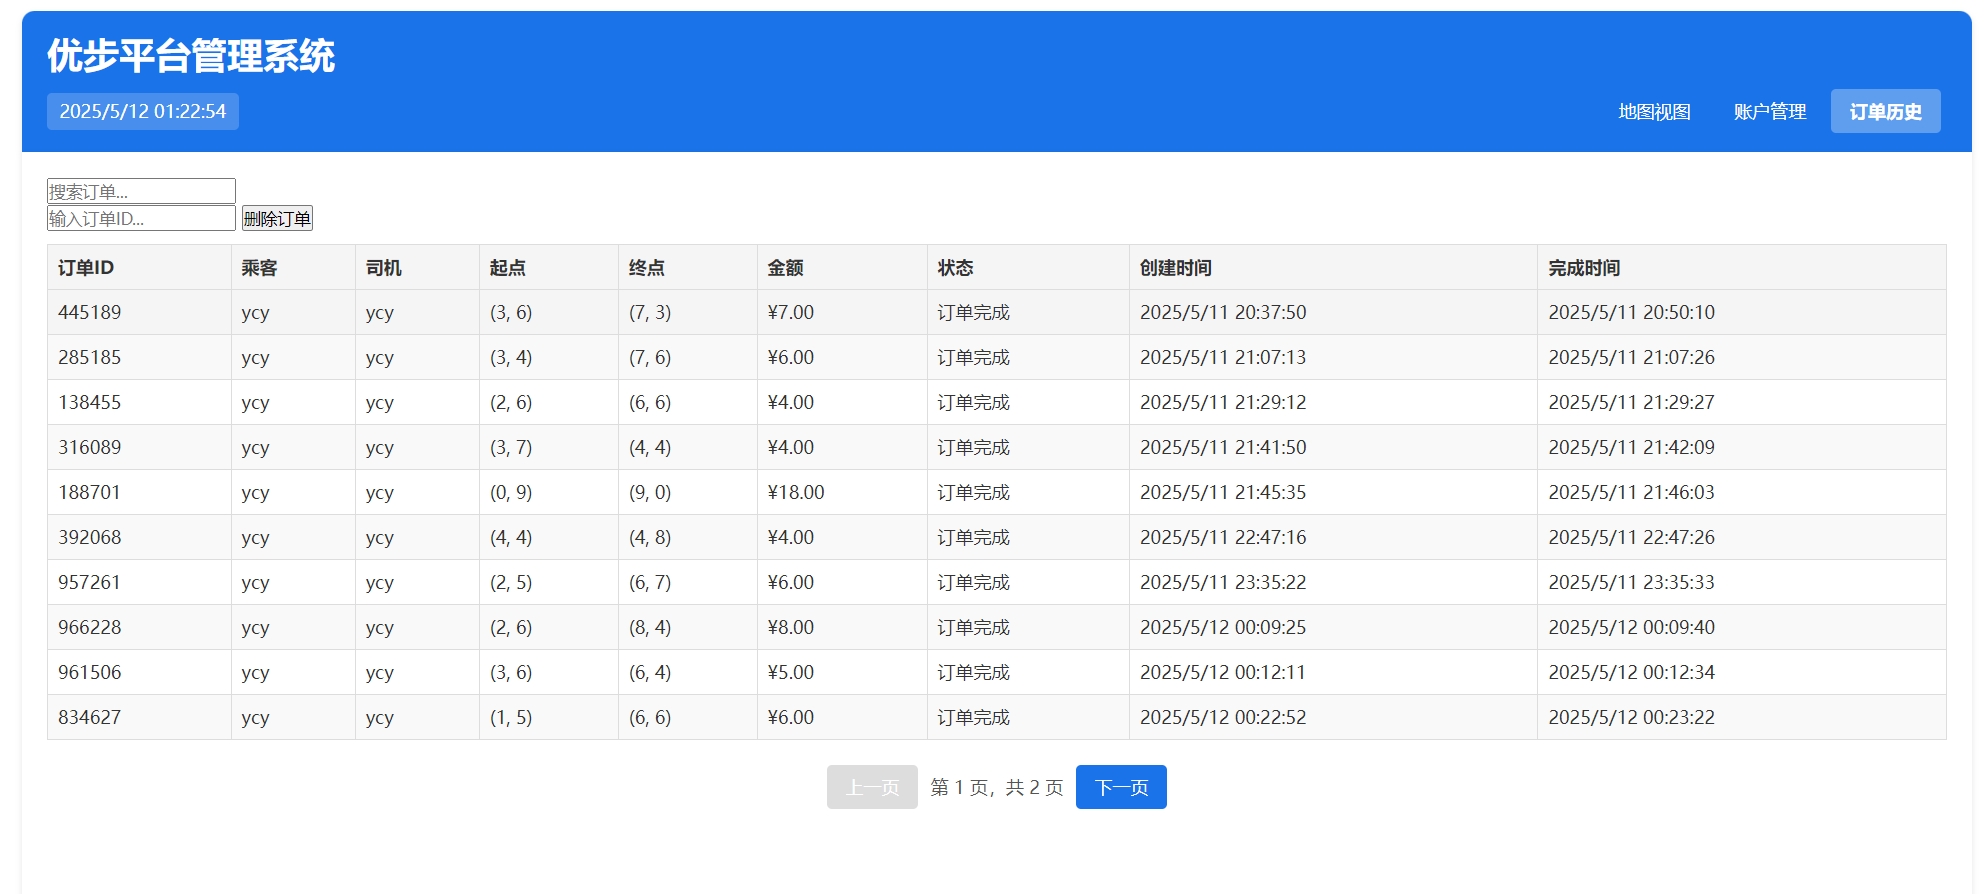 优步平台管理系统
2025/5/12 01:22:54 地图视图 账户管理 订单历史
搜索订单...
输入订单ID... 删除订单
订单ID 乘客 司机 起点 终点 金额 状态 创建时间 完成时间
445189 ycy ycy (3, 6) (7, 3) ¥7.00 订单完成 2025/5/11 20:37:50 2025/5/11 20:50:10
285185 ycy ycy (3, 4) (7, 6) ¥6.00 订单完成 2025/5/11 21:07:13 2025/5/11 21:07:26
138455 ycy ycy (2, 6) (6, 6) ¥4.00 订单完成 2025/5/11 21:29:12 2025/5/11 21:29:27
316089 ycy ycy (3, 7) (4, 4) ¥4.00 订单完成 2025/5/11 21:41:50 2025/5/11 21:42:09
188701 ycy ycy (0, 9) (9, 0) ¥18.00 订单完成 2025/5/11 21:45:35 2025/5/11 21:46:03
392068 ycy ycy (4, 4) (4, 8) ¥4.00 订单完成 2025/5/11 22:47:16 2025/5/11 22:47:26
957261 ycy ycy (2, 5) (6, 7) ¥6.00 订单完成 2025/5/11 23:35:22 2025/5/11 23:35:33
966228 ycy ycy (2, 6) (8, 4) ¥8.00 订单完成 2025/5/12 00:09:25 2025/5/12 00:09:40
961506 ycy ycy (3, 6) (6, 4) ¥5.00 订单完成 2025/5/12 00:12:11 2025/5/12 00:12:34
834627 ycy ycy (1, 5) (6, 6) ¥6.00 订单完成 2025/5/12 00:22:52 2025/5/12 00:23:22
上一页 第 1 页，共 2 页 下一页